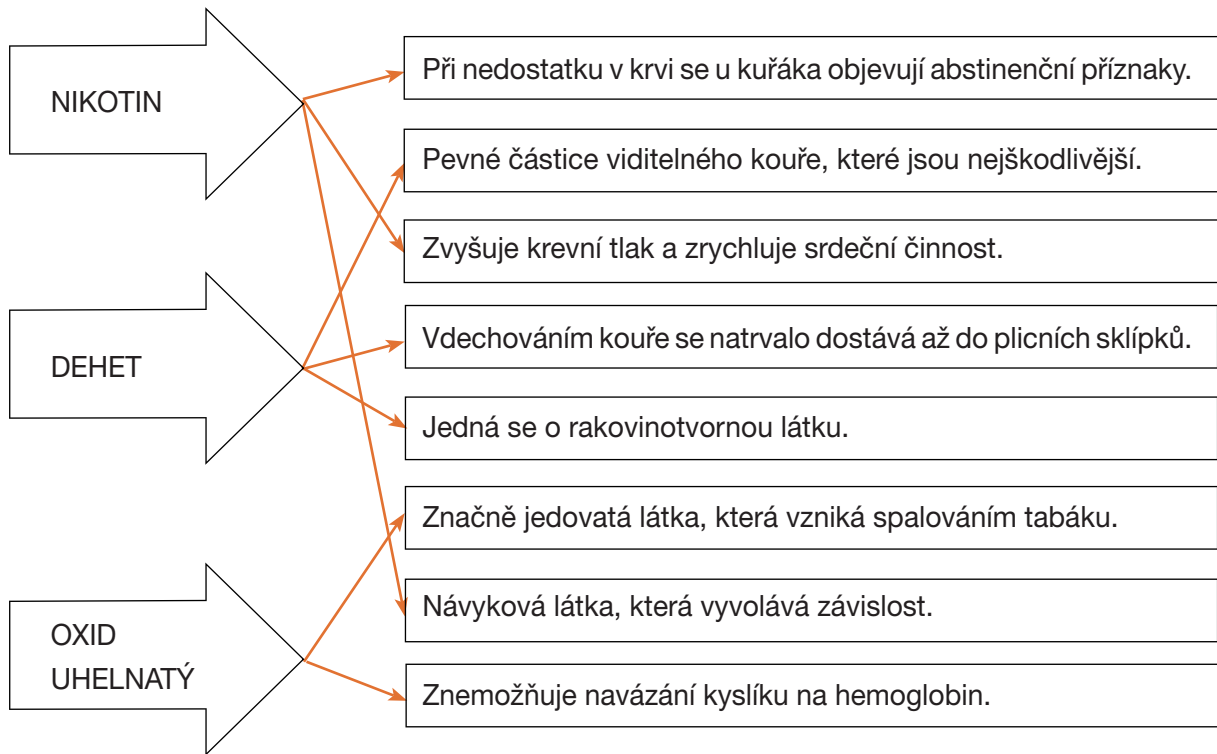 NIKOTIN
Při nedostatku v krvi se u kuřáka objevují abstinenční příznaky.
Pevné částice viditelného kouře, které jsou nejškodlivější.
Zvyšuje krevní tlak a zrychluje srdeční činnost.
DEHET
Vdechováním kouře se natrvalo dostává až do plicních sklípků.
Jedná se o rakovinotvornou látku.
Značně jedovatá látka, která vzniká spalováním tabáku.
OXID
UHELNATÝ
Návyková látka, která vyvolává závislost.
Znemožňuje navázání kyslíku na hemoglobin.